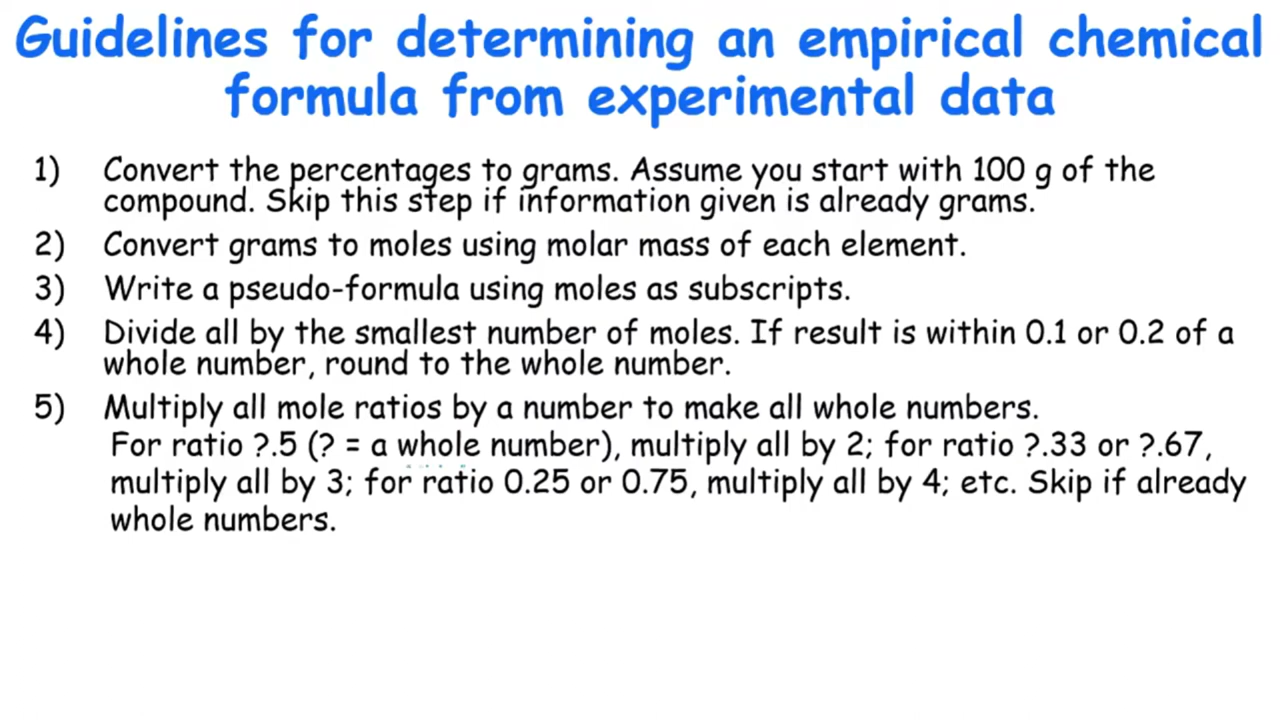 Guidelines for determining an empirical chemical
formula from experimental data
1) Convert the percentages to grams. Assume you start with 100 g of the
compound. Skip this step if information given is already grams.
2) Convert grams to moles using molar mass of each element.
3) Write a pseudo-formula using moles as subscripts.
4) Divide all by the smallest number of moles. If result is within 0.1 or 0.2 of a
whole number, round to the whole number.
5) Multiply all mole ratios by a number to make all whole numbers.
For ratio ?.5 (? = a whole number), multiply all by 2; for ratio ?.33 or ?.67,
multiply all by 3; for ratio 0.25 or 0.75, multiply all by 4; etc. Skip if already
whole numbers.